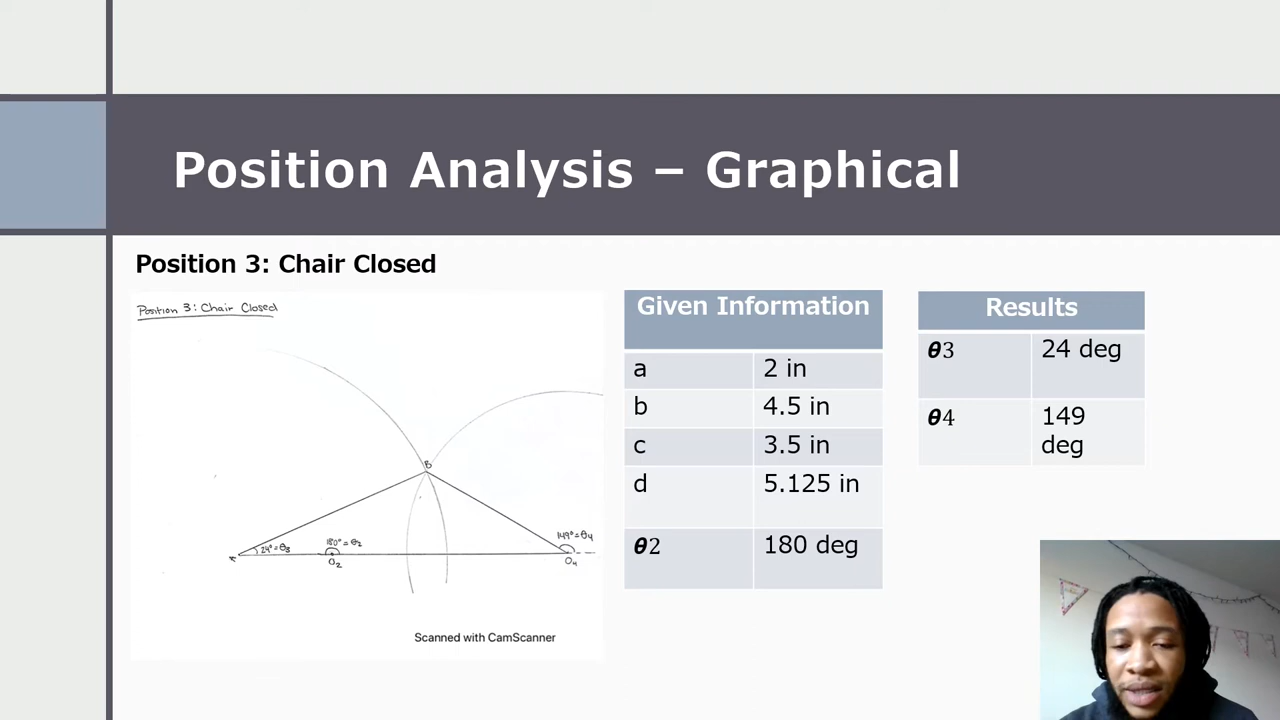 Position Analysis – Graphical
Position 3: Chair Closed
Position 3: Chair Closed
B
A
24° = θ3
180° = θ2
O2
149° = θ4
O4
Scanned with CamScanner
Given Information
a 2 in
b 4.5 in
c 3.5 in
d 5.125 in
θ2 180 deg
Results
θ3 24 deg
θ4 149
deg